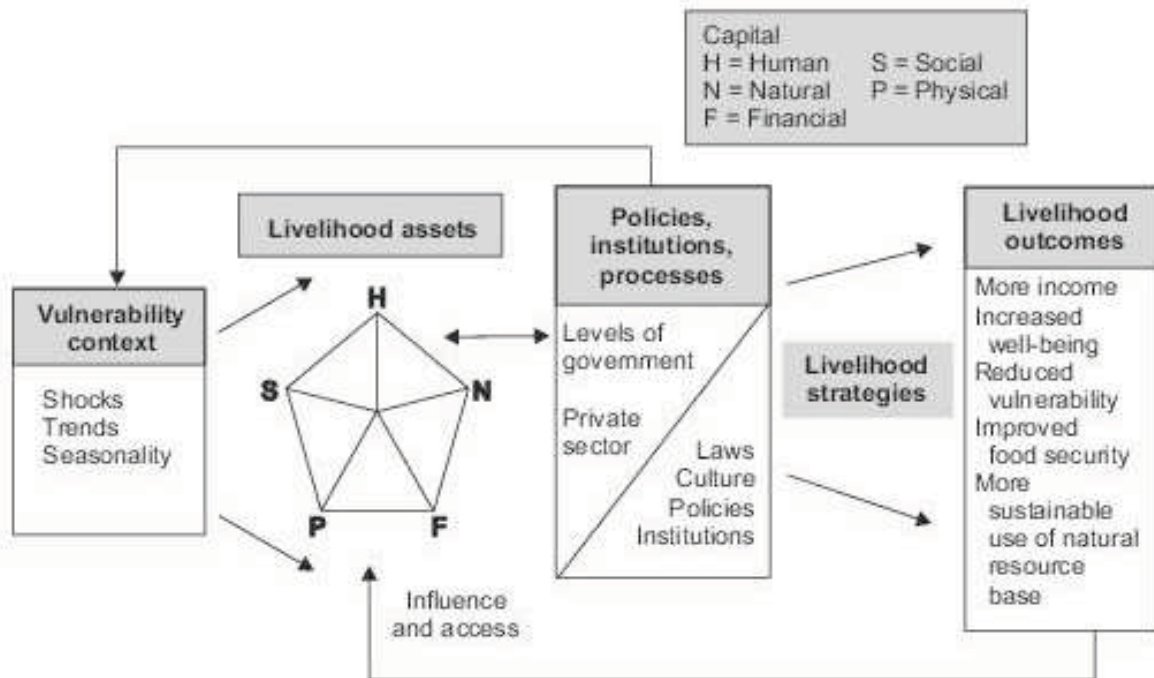 Capital
H = Human S = Social
N = Natural P = Physical
F = Financial
Livelihood assets
Policies,
institutions,
processes
Livelihood
outcomes
Vulnerability
context
Shocks
Trends
Seasonality
H
S
N
P
F
Levels of
government
Private
sector
Laws
Culture
Policies
Institutions
Livelihood
strategies
More income
Increased
well-being
Reduced
vulnerability
Improved
food security
More
sustainable
use of natural
resource
base
Influence
and access